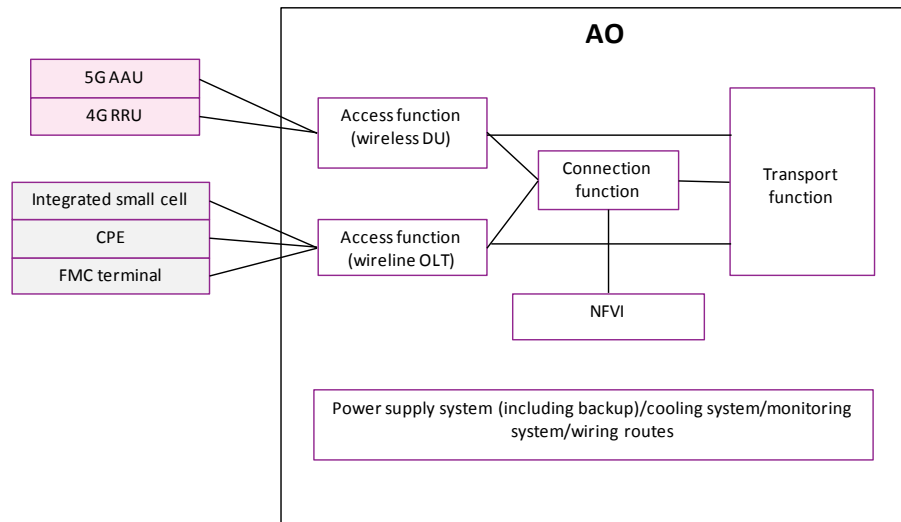 AO
5G AAU
4G RRU
Integrated small cell
CPE
FMC terminal
Access function
(wireless DU)
Access function
(wireline OLT)
Connection
function
Transport
function
NFVI
Power supply system (including backup)/cooling system/monitoring
system/wiring routes